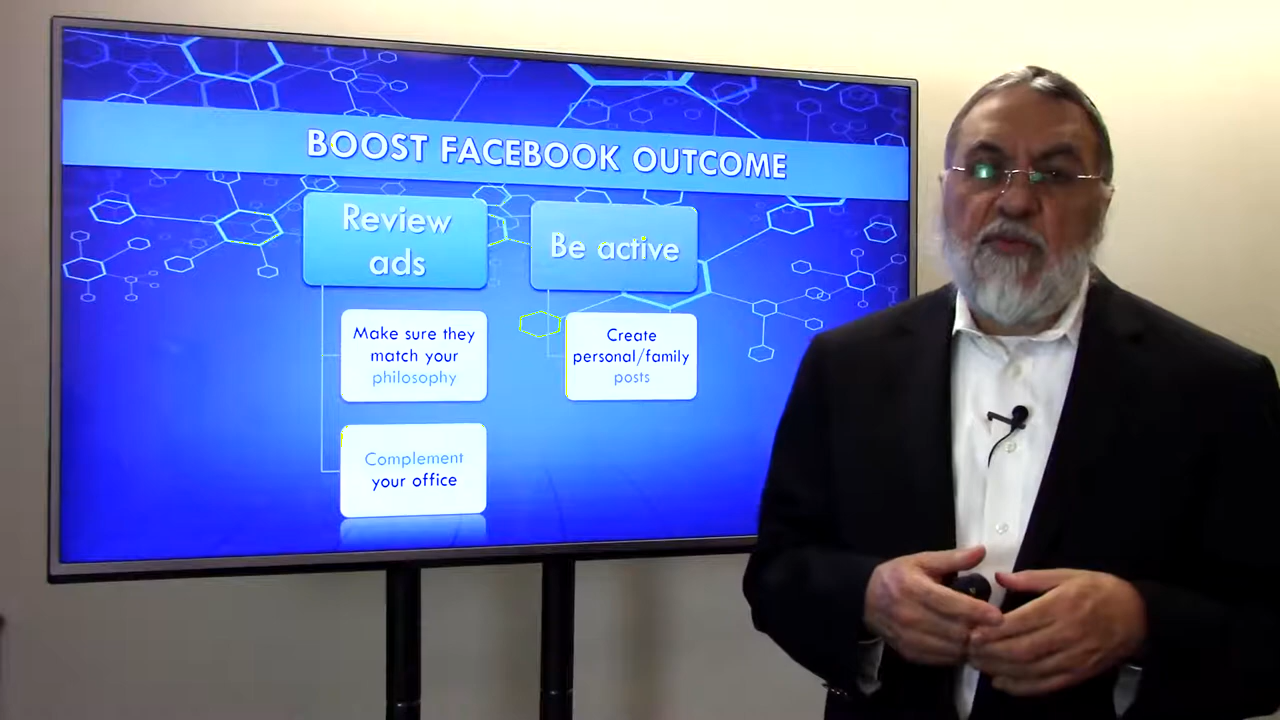 BOOST FACEBOOK OUTCOME
Review
ads
Make sure they
match your
philosophy
Complement
your office
Be active
Create
personal/family
posts